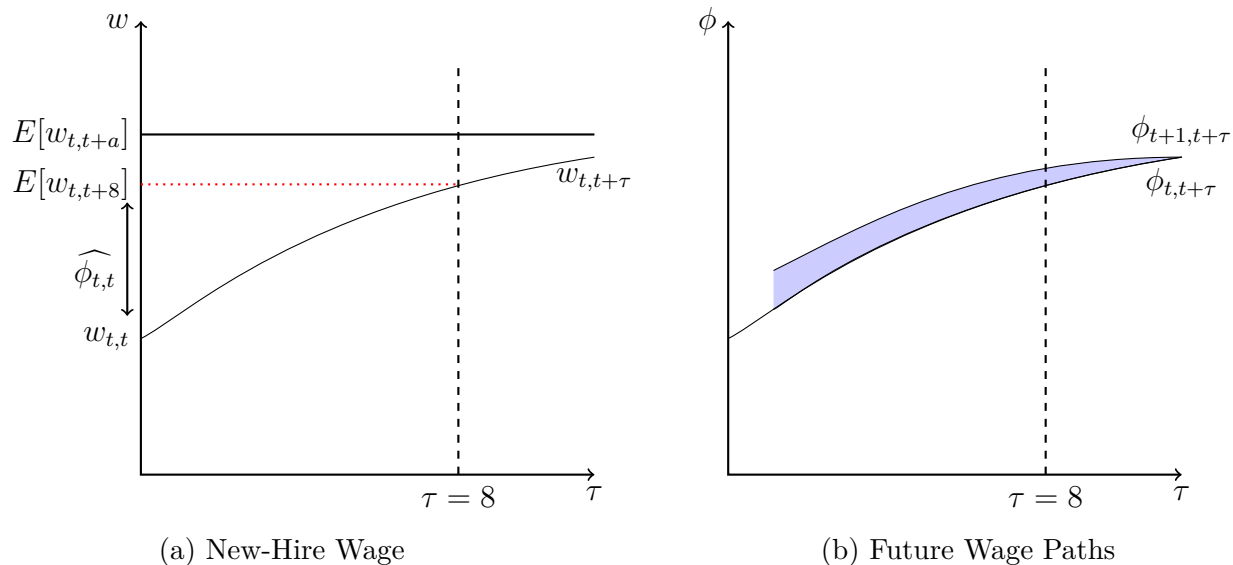 w
E[w_{t,t+a}]
E[w_{t,t+8}]
w_{t,t+τ}
\widehat{ϕ_{t,t}}
w_{t,t}
τ = 8
τ
(a) New-Hire Wage
ϕ
ϕ_{t+1,t+τ}
ϕ_{t,t+τ}
τ = 8
τ
(b) Future Wage Paths